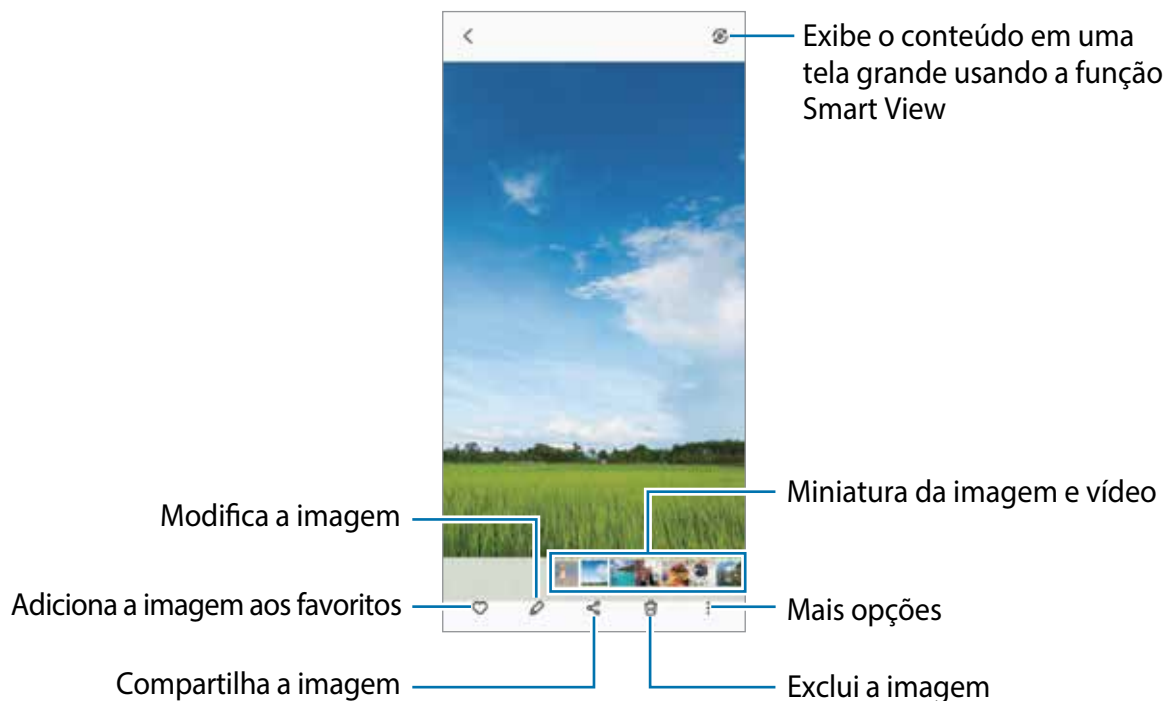 Exibe o conteúdo em uma
tela grande usando a função
Smart View
Miniatura da imagem e vídeo
Modifica a imagem
Adiciona a imagem aos favoritos
Mais opções
Compartilha a imagem
Exclui a imagem